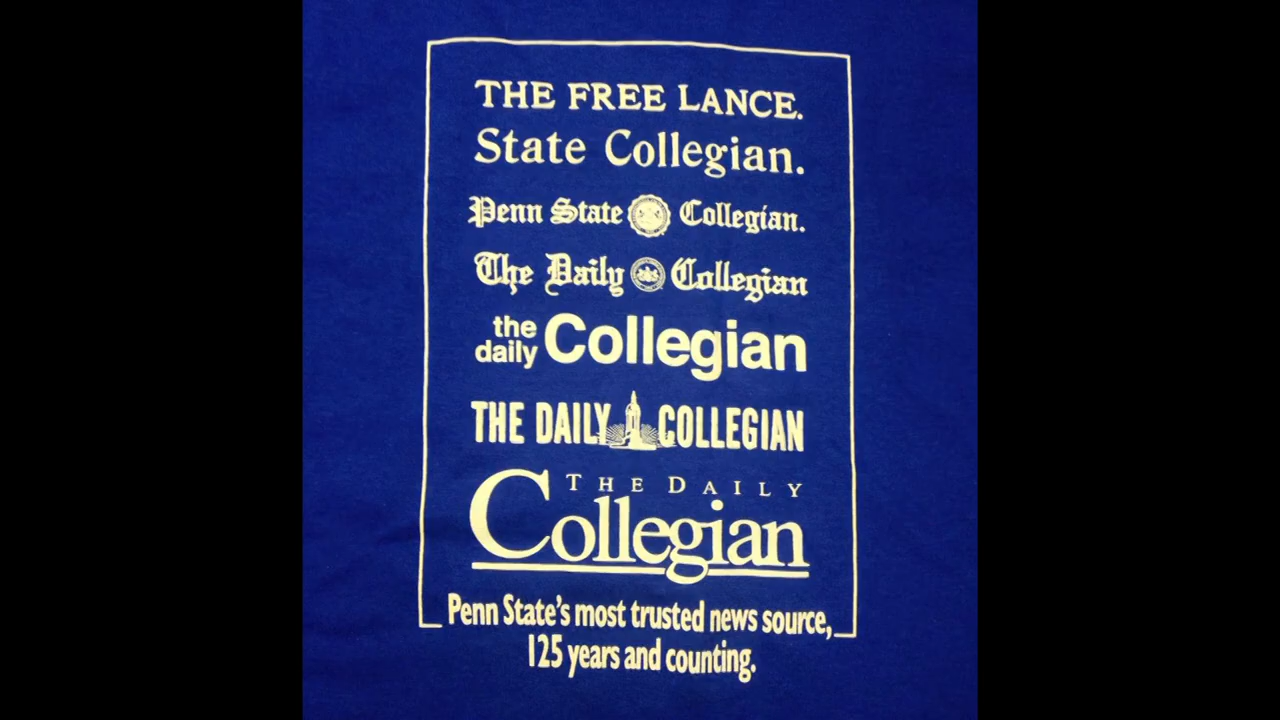 THE FREE LANCE.
State Collegian.
Penn State Collegian.
The Daily Collegian
the daily Collegian
THE DAILY COLLEGIAN
THE DAILY
Collegian
Penn State's most trusted news source,
125 years and counting.